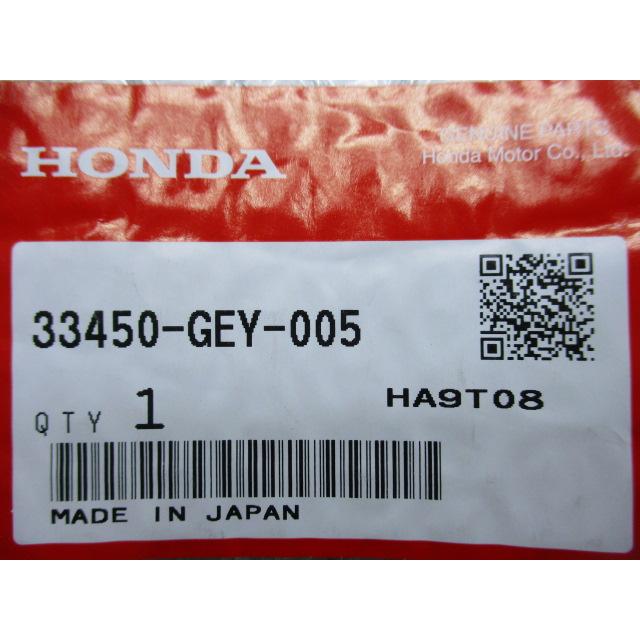 GENUINE PARTS
HONDA
Honda Motor Co., Ltd.
33450-GEY-005
QTY 1
HA9T08
MADE IN JAPAN